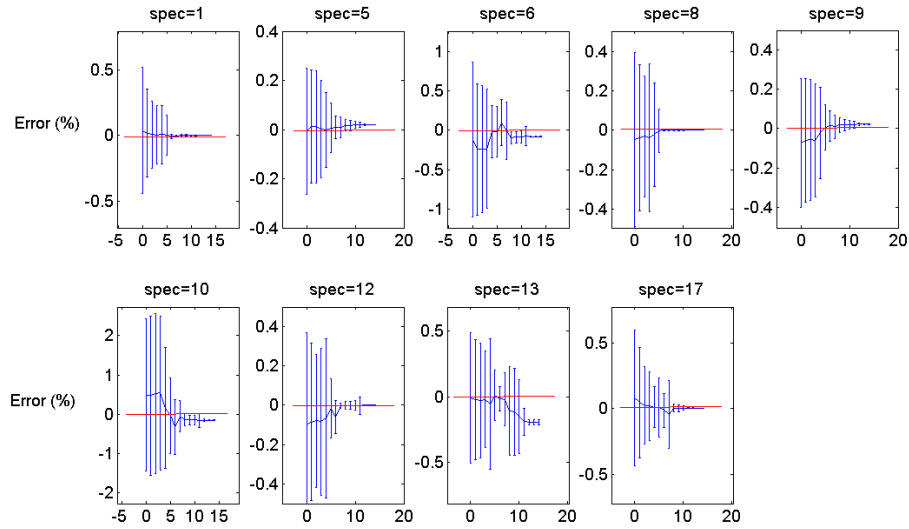 spec=1 spec=5 spec=6 spec=8 spec=9
0.5 0.4 1 0.4 0.4
0.2 0.5 0.2 0.2
Error (%) 0 0 0 0 0
-0.5 -0.2 -0.5 -0.2 -0.2
-0.4 -1 -0.4 -0.4
-5 0 5 10 15 0 10 20 -5 0 5 10 15 0 10 20 0 10 20
spec=10 spec=12 spec=13 spec=17
2 0.4 0.5 0.5
1 0.2
Error (%) 0 0 0 0
-1 -0.2 -0.5 -0.5
-2 -0.4
-5 0 5 10 15 0 10 20 0 10 20 0 10 20